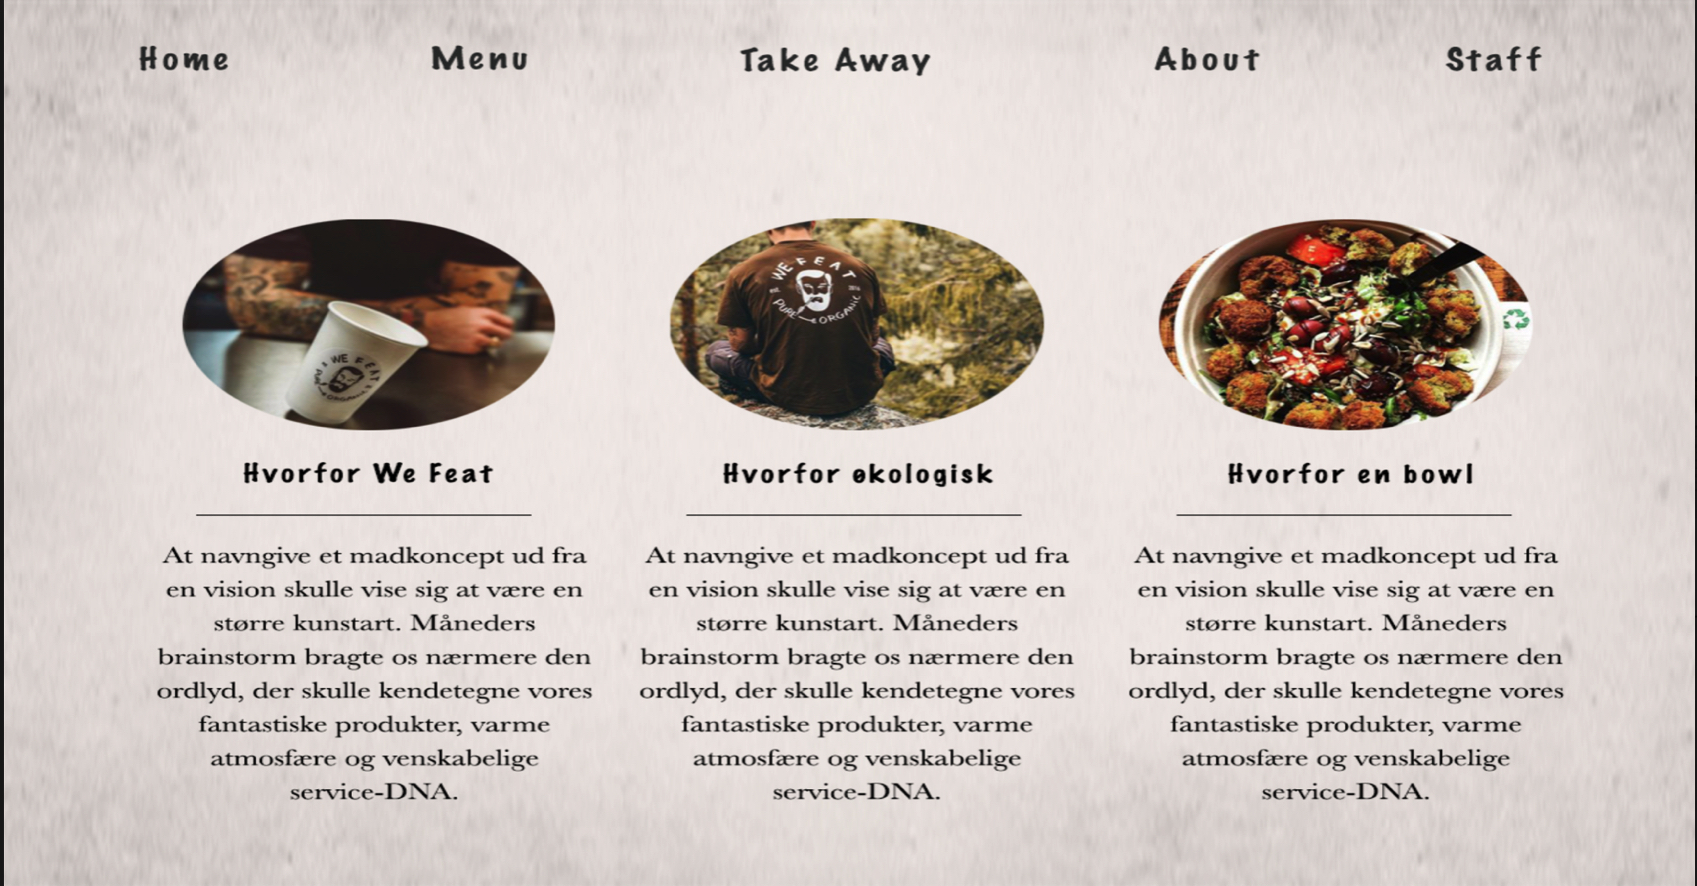 Home Menu Take Away About Staff
WE FEAT
PURE ORGANIC
WE FEAT
PURE ORGANIC
Hvorfor We Feat
At navngive et madkoncept ud fra
en vision skulle vise sig at være en
større kunstart. Måneders
brainstorm bragte os nærmere den
ordlyd, der skulle kendetegne vores
fantastiske produkter, varme
atmosfære og venskabelige
service-DNA.
Hvorfor økologisk
At navngive et madkoncept ud fra
en vision skulle vise sig at være en
større kunstart. Måneders
brainstorm bragte os nærmere den
ordlyd, der skulle kendetegne vores
fantastiske produkter, varme
atmosfære og venskabelige
service-DNA.
Hvorfor en bowl
At navngive et madkoncept ud fra
en vision skulle vise sig at være en
større kunstart. Måneders
brainstorm bragte os nærmere den
ordlyd, der skulle kendetegne vores
fantastiske produkter, varme
atmosfære og venskabelige
service-DNA.